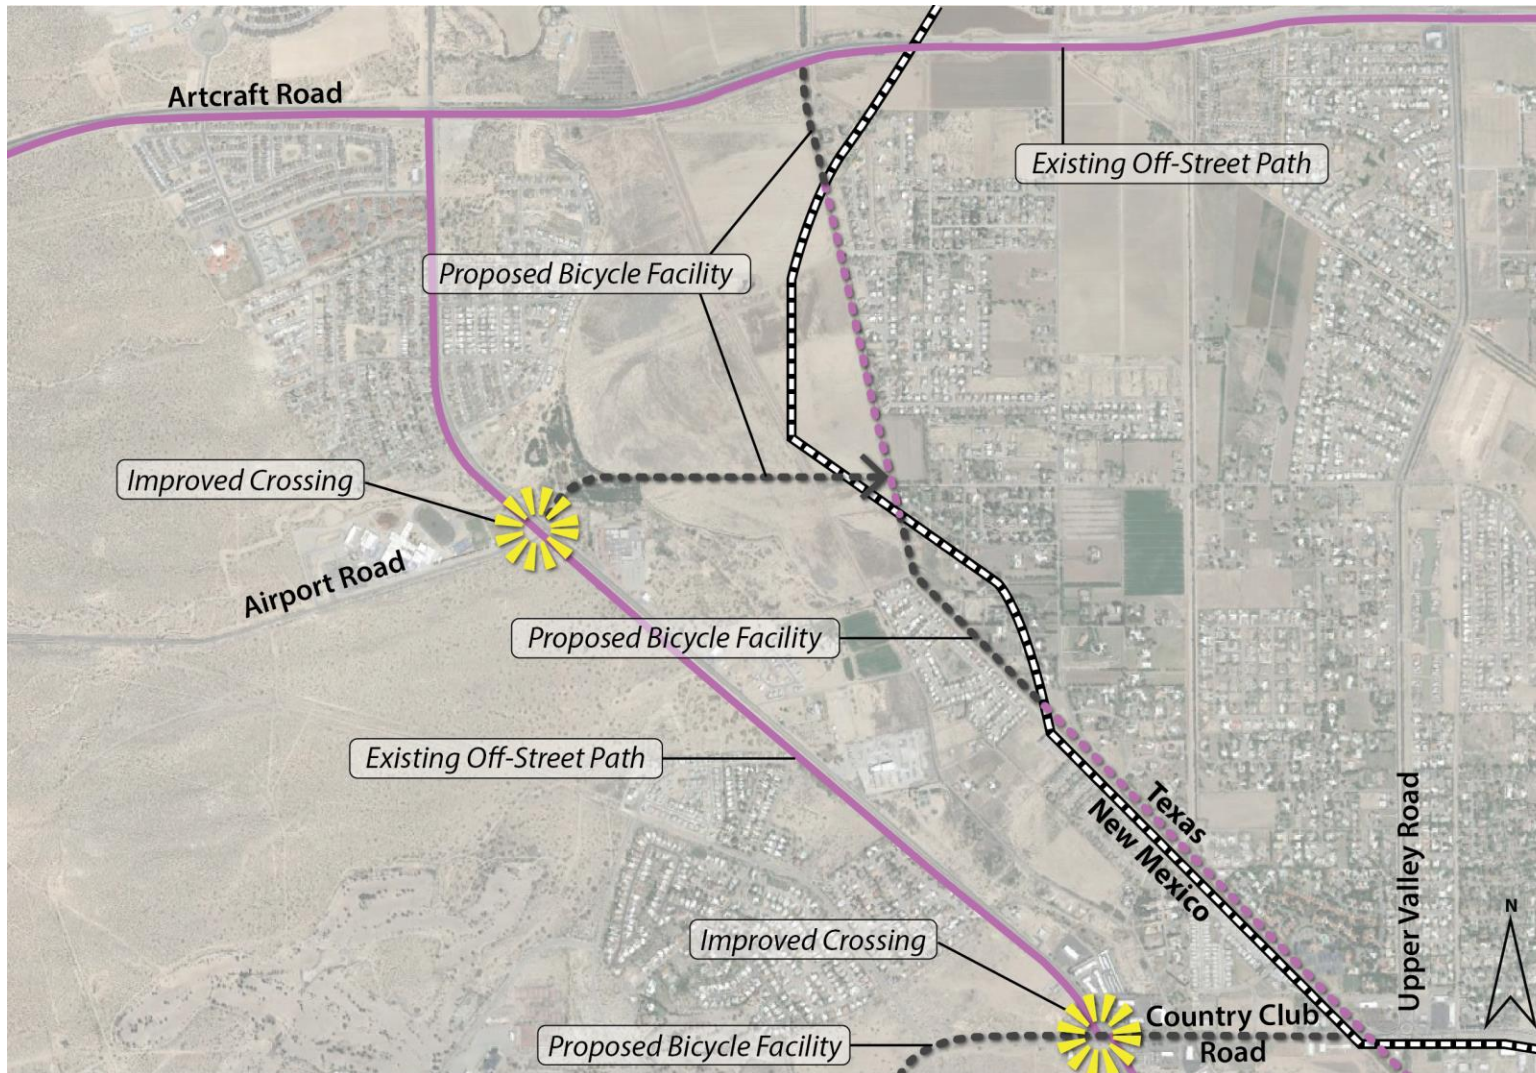 Artcraft Road
Existing Off-Street Path
Proposed Bicycle Facility
Improved Crossing
Airport Road
Proposed Bicycle Facility
Existing Off-Street Path
Texas
New Mexico
Upper Valley Road
N
Improved Crossing
Country Club
Road
Proposed Bicycle Facility